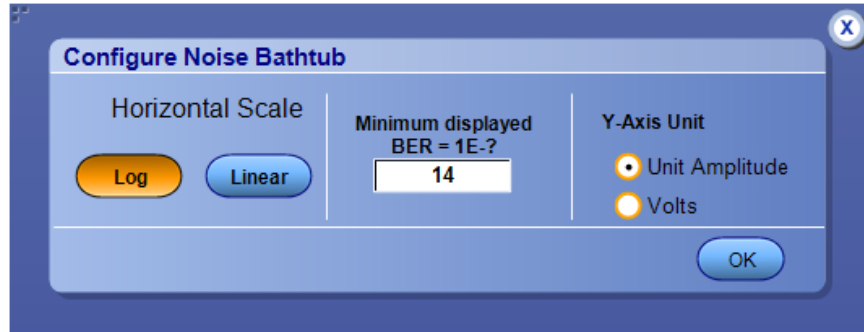 X
Configure Noise Bathtub
Horizontal Scale
Log
Linear
Minimum displayed
BER = 1E-?
14
Y-Axis Unit
Unit Amplitude
Volts
OK